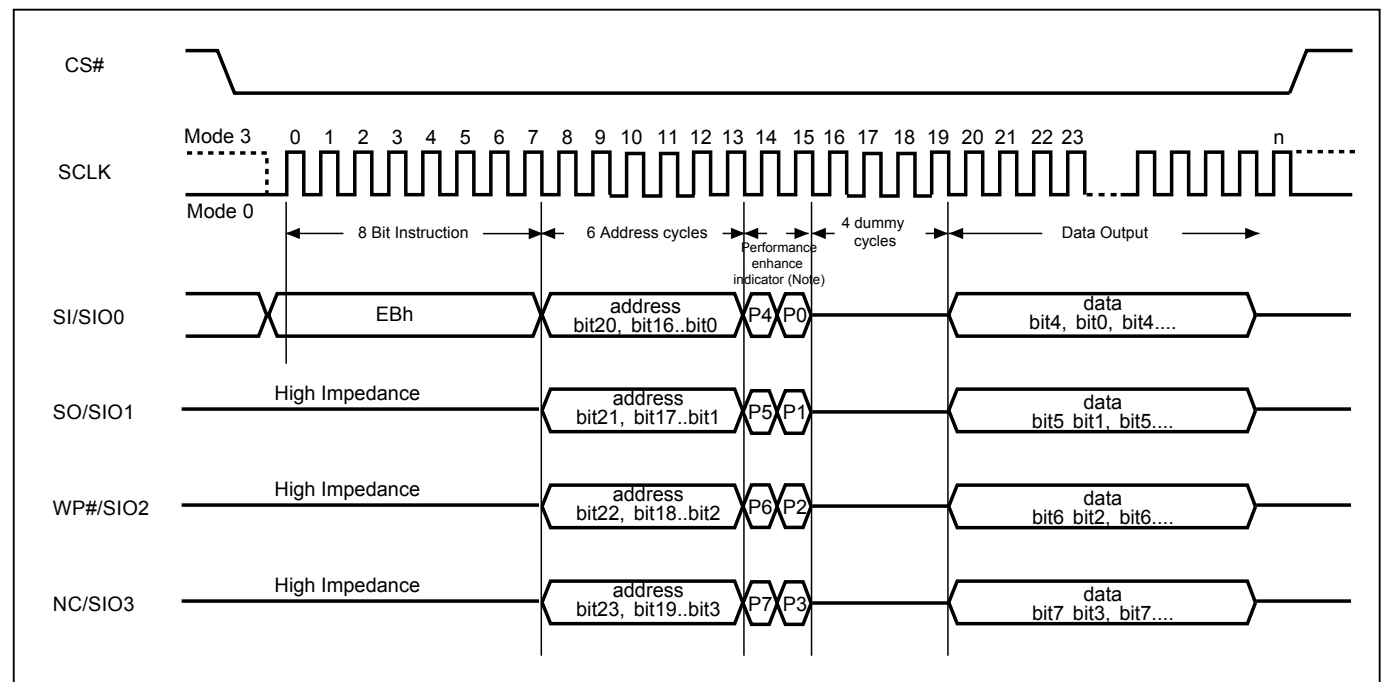 CS#
Mode 3
0 1 2 3 4 5 6 7 8 9 10 11 12 13 14 15 16 17 18 19 20 21 22 23 n
SCLK
Mode 0
8 Bit Instruction
6 Address cycles
Performance
enhance
indicator (Note)
4 dummy
cycles
Data Output
SI/SIO0
EBh
address
bit20, bit16..bit0
P4 P0
data
bit4, bit0, bit4....
SO/SIO1
High Impedance
address
bit21, bit17..bit1
P5 P1
data
bit5 bit1, bit5....
WP#/SIO2
High Impedance
address
bit22, bit18..bit2
P6 P2
data
bit6 bit2, bit6....
NC/SIO3
High Impedance
address
bit23, bit19..bit3
P7 P3
data
bit7 bit3, bit7....